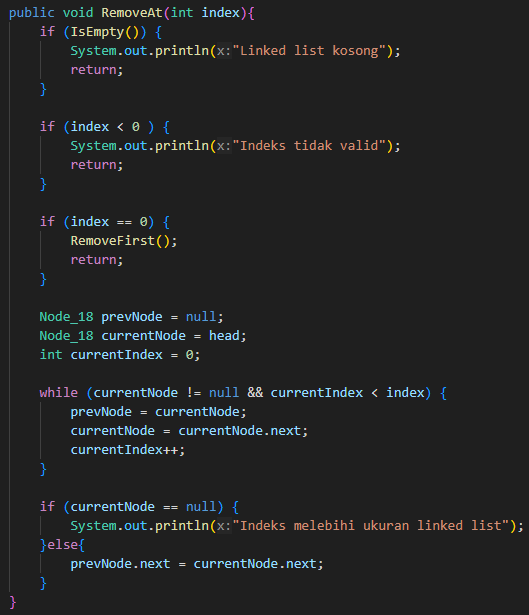 public void RemoveAt(int index){
    if (IsEmpty()) {
        System.out.println(x:"Linked list kosong");
        return;
    }

    if (index < 0 ) {
        System.out.println(x:"Indeks tidak valid");
        return;
    }

    if (index == 0) {
        RemoveFirst();
        return;
    }

    Node_18 prevNode = null;
    Node_18 currentNode = head;
    int currentIndex = 0;

    while (currentNode != null && currentIndex < index) {
        prevNode = currentNode;
        currentNode = currentNode.next;
        currentIndex++;
    }

    if (currentNode == null) {
        System.out.println(x:"Indeks melebihi ukuran linked list");
    }else{
        prevNode.next = currentNode.next;
    }
}